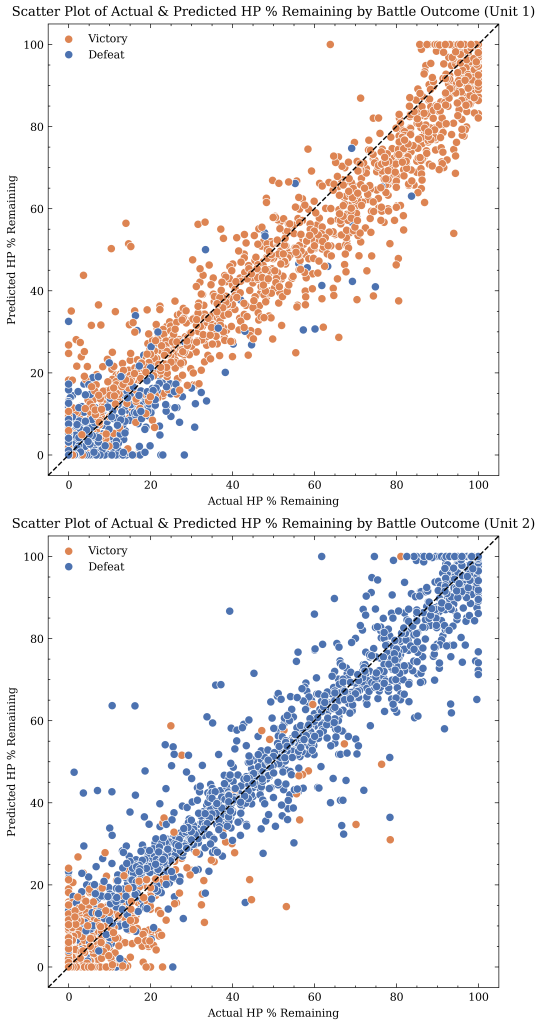 Scatter Plot of Actual & Predicted HP % Remaining by Battle Outcome (Unit 1)
Victory
Defeat
100
80
60
40
20
0
Predicted HP % Remaining
0 20 40 60 80 100
Actual HP % Remaining
Scatter Plot of Actual & Predicted HP % Remaining by Battle Outcome (Unit 2)
Victory
Defeat
100
80
60
40
20
0
Predicted HP % Remaining
0 20 40 60 80 100
Actual HP % Remaining